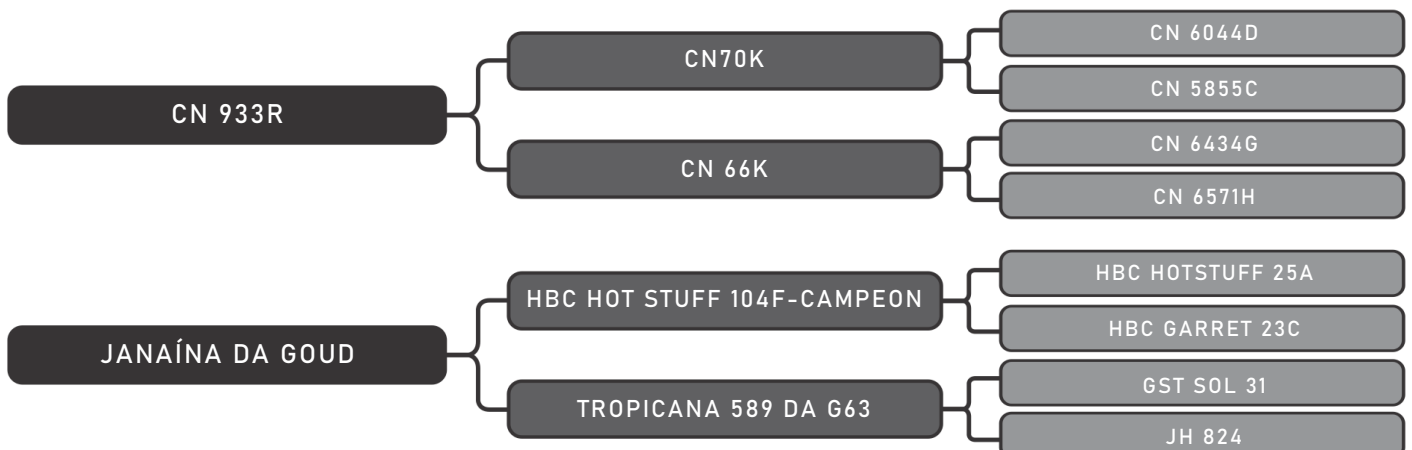 CN 933R
CN70K
CN 66K
CN 6044D
CN 5855C
CN 6434G
CN 6571H
JANAÍNA DA GOUD
HBC HOT STUFF 104F-CAMPEON
TROPICANA 589 DA G63
HBC HOTSTUFF 25A
HBC GARRET 23C
GST SOL 31
JH 824